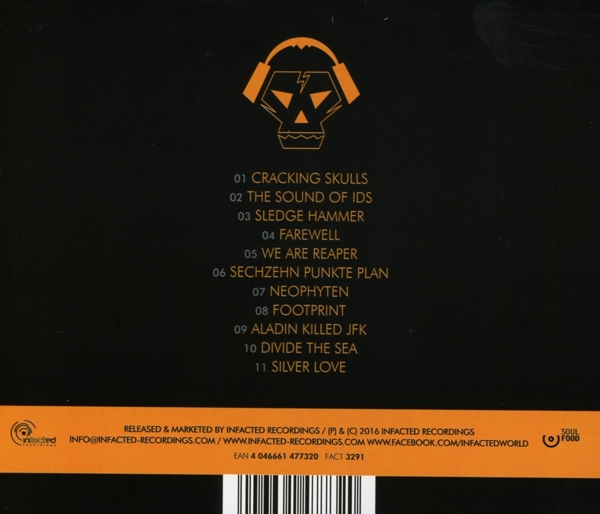 01 CRACKING SKULLS
02 THE SOUND OF IDS
03 SLEDGE HAMMER
04 FAREWELL
05 WE ARE REAPER
06 SECHZEHN PUNKTE PLAN
07 NEOPHYTEN
08 FOOTPRINT
09 ALADIN KILLED JFK
10 DIVIDE THE SEA
11 SILVER LOVE
infacted
recordings
RELEASED & MARKETED BY INFACTED RECORDINGS / (P) & (C) 2016 INFACTED RECORDINGS
INFO@INFACTED-RECORDINGS.COM / WWW.INFACTED-RECORDINGS.COM WWW.FACEBOOK.COM/INFACTEDWORLD
EAN 4 046661 477320 FACT 3291
SOUL
FOOD